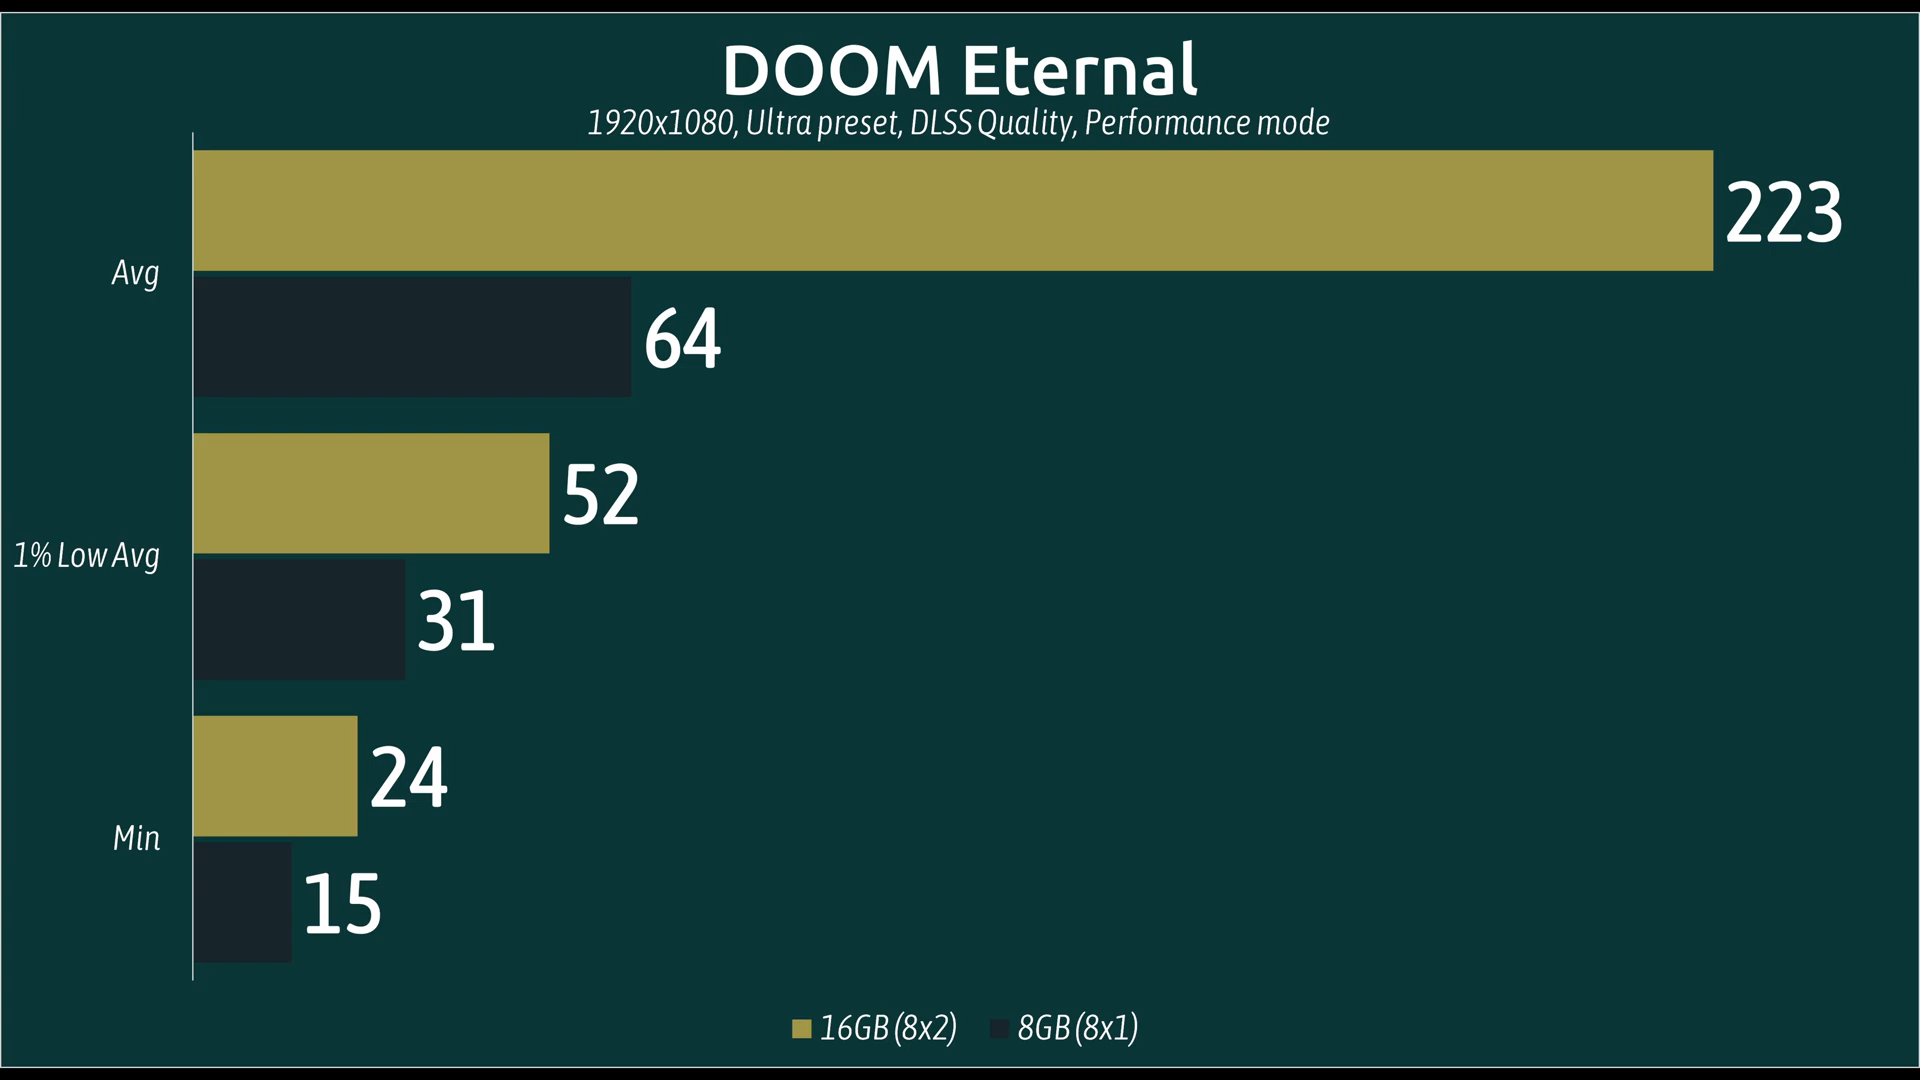 DOOM Eternal
1920x1080, Ultra preset, DLSS Quality, Performance mode
223
Avg
64
52
1% Low Avg
31
24
Min
15
16GB (8x2) 8GB (8x1)